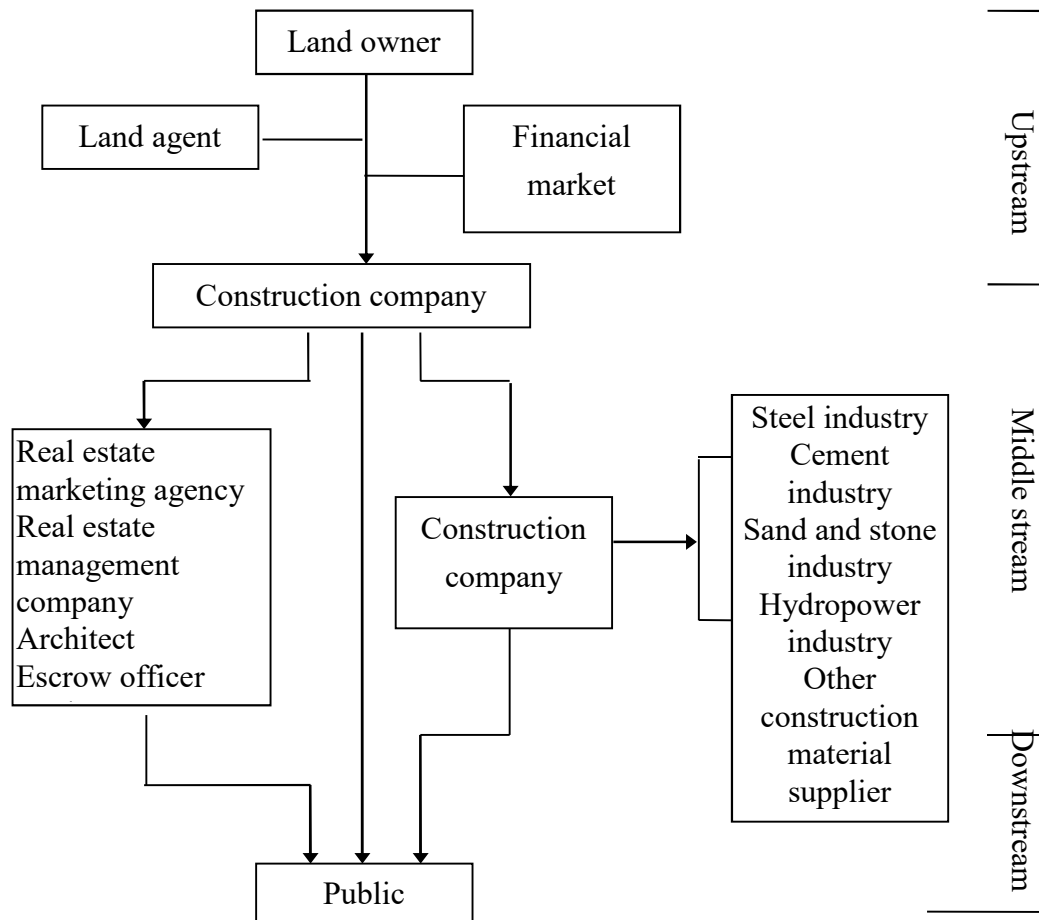 Land owner
Land agent
Financial
market
Upstream
Construction company
Real estate
marketing agency
Real estate
management
company
Architect
Escrow officer
Construction
company
Steel industry
Cement
industry
Sand and stone
industry
Hydropower
industry
Other
construction
material
supplier
Middle stream
Downstream
Public